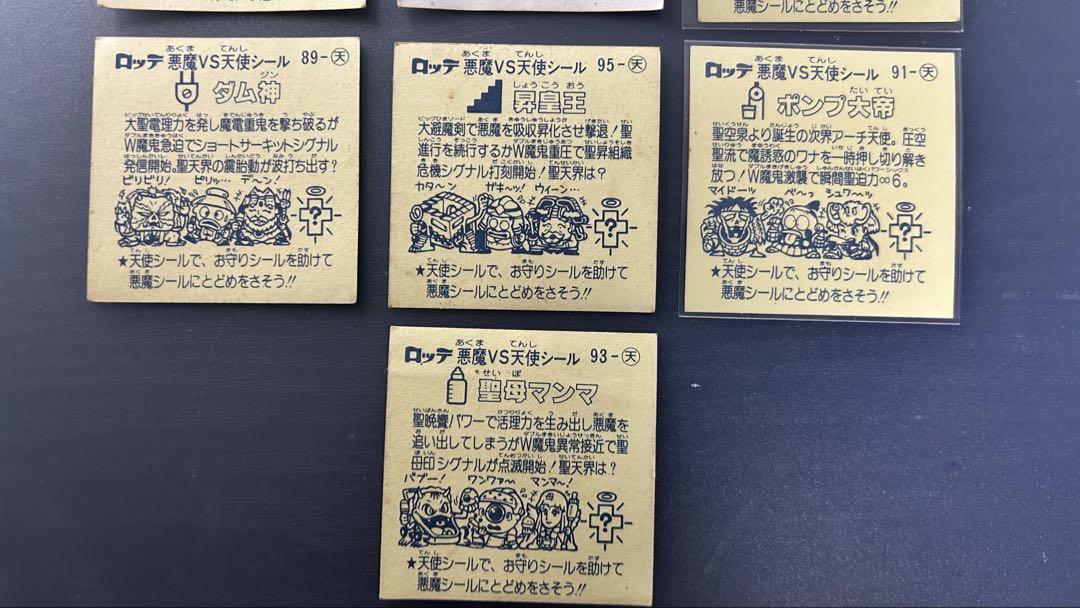 悪魔シールにとどめをさそう!!
ロッテ 悪魔VS天使シール 89-天
ダム神
大聖電理力を発し魔電重鬼を撃ち破るが
W魔鬼急迫でショートサーキットシグナル
発信開始。聖天界の震胎動が波打ち出す?
ビリビリ! ビリッ… デ〜ン!
?
★天使シールで、お守りシールを助けて
悪魔シールにとどめをさそう!!
ロッテ 悪魔VS天使シール 95-天
昇皇王
大避魔剣で悪魔を吸収昇化させ撃退!聖
進行を続行するかW魔鬼重圧で聖昇組織
危機シグナル打刻開始!聖天界は?
カタ〜ン ガキ〜ッ! ウィーン…
?
★天使シールで、お守りシールを助けて
悪魔シールにとどめをさそう!!
ロッテ 悪魔VS天使シール 91-天
ポンプ大帝
聖空泉より誕生の次界アーチ天使。圧空
聖流で魔誘惑のワナを一時押し切り解き
放つ!W魔鬼激襲で瞬間聖迫力∞6。
マイドーッ ベ〜っ シュワ〜ッ
?
★天使シールで、お守りシールを助けて
悪魔シールにとどめをさそう!!
ロッテ 悪魔VS天使シール 93-天
聖母マンマ
聖晩饗パワーで活理力を生み出し悪魔を
追い出してしまうがW魔鬼異常接近で聖
母印シグナルが点滅開始!聖天界は?
バブー! ワンワァ〜 マンマ〜!
?
★天使シールで、お守りシールを助けて
悪魔シールにとどめをさそう!!